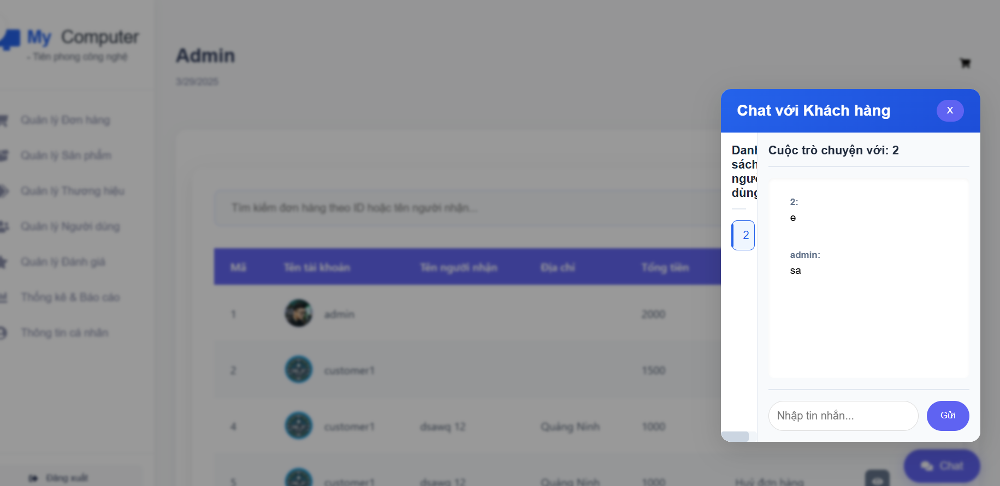 My Computer
- Tiên phong công nghệ
Admin
3/29/2025
Quản lý Đơn hàng
Quản lý Sản phẩm
Quản lý Thương hiệu
Quản lý Người dùng
Quản lý Đánh giá
Thống kê & Báo cáo
Thông tin cá nhân
Đăng xuất
Tìm kiếm đơn hàng theo ID hoặc tên người nhận...
Mã Tên tài khoản Tên người nhận Địa chỉ Tổng tiền
1 admin 2000
2 customer1 1500
4 customer1 dsawq 12 Quảng Ninh 1000
5 customer1 dsawq 12 Quảng Ninh 1000 Huỷ đơn hàng
Chat với Khách hàng X
Danh
sách
ngườ
dùng
2
Cuộc trò chuyện với: 2
2:
e
admin:
sa
Nhập tin nhắn... Gửi
Chat